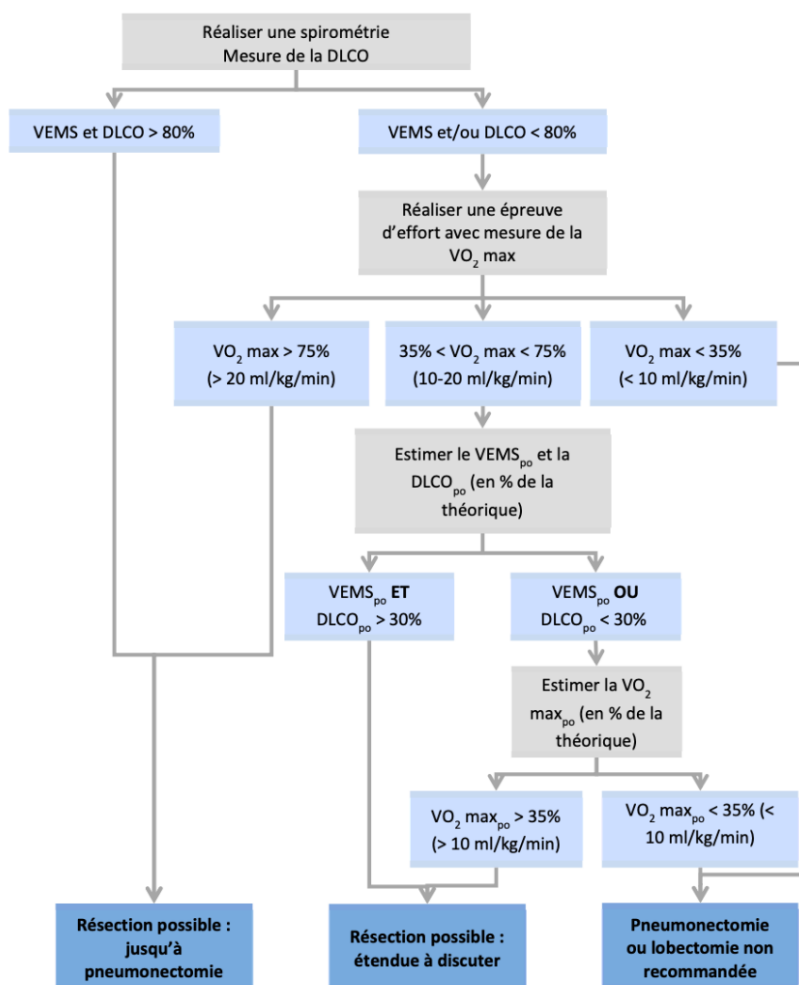 Réaliser une spirométrie
Mesure de la DLCO
VEMS et DLCO > 80%
VEMS et/ou DLCO < 80%
Réaliser une épreuve
d’effort avec mesure de la
VO₂ max
VO₂ max > 75%
(> 20 ml/kg/min)
35% < VO₂ max < 75%
(10-20 ml/kg/min)
VO₂ max < 35%
(< 10 ml/kg/min)
Estimer le VEMSpo et la
DLCOpo (en % de la
théorique)
VEMSpo ET
DLCOpo > 30%
VEMSpo OU
DLCOpo < 30%
Estimer la VO₂
maxpo (en % de la
théorique)
VO₂ maxpo > 35%
(> 10 ml/kg/min)
VO₂ maxpo < 35% (<
10 ml/kg/min)
Résection possible :
jusqu’à
pneumonectomie
Résection possible :
étendue à discuter
Pneumonectomie
ou lobectomie non
recommandée